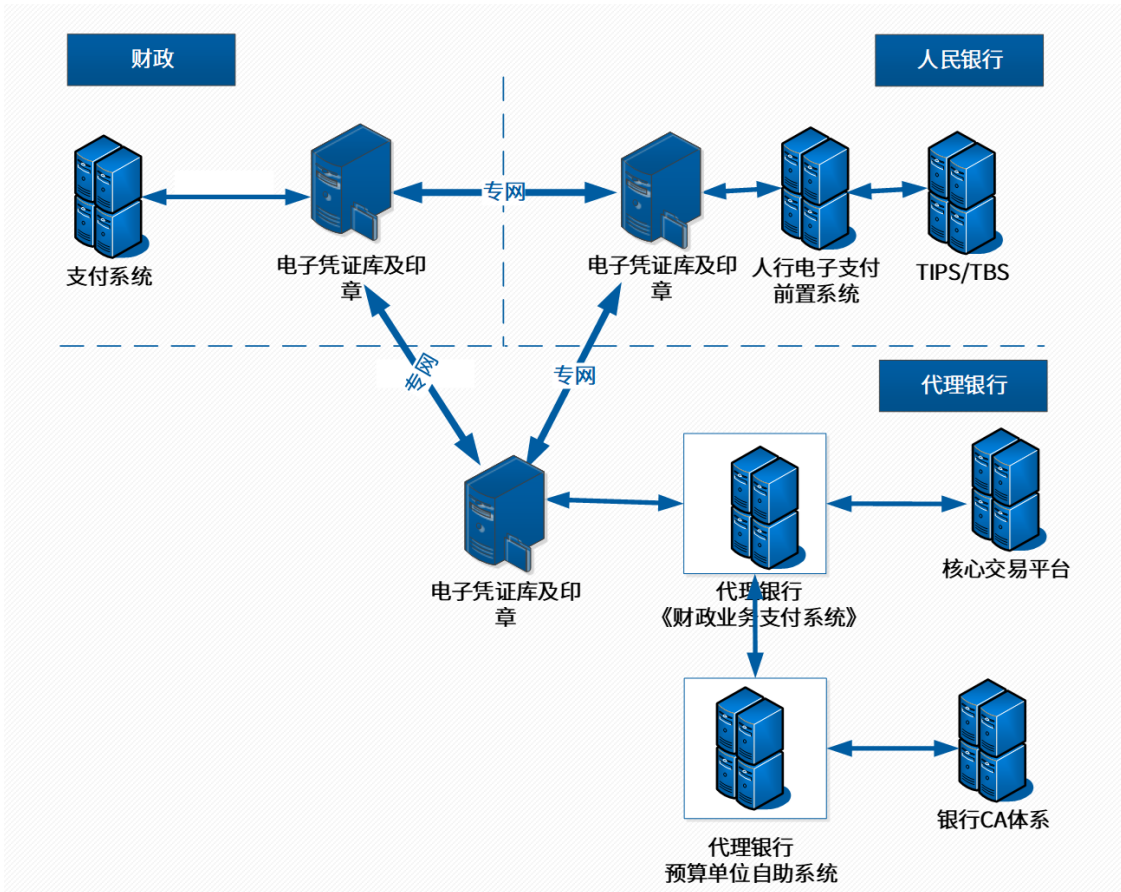 财政
人民银行
专网
支付系统
电子凭证库及印
章
电子凭证库及印
章
人行电子支付
前置系统
TIPS/TBS
专网
专网
代理银行
电子凭证库及印
章
代理银行
《财政业务支付系统》
核心交易平台
代理银行
预算单位自助系统
银行CA体系